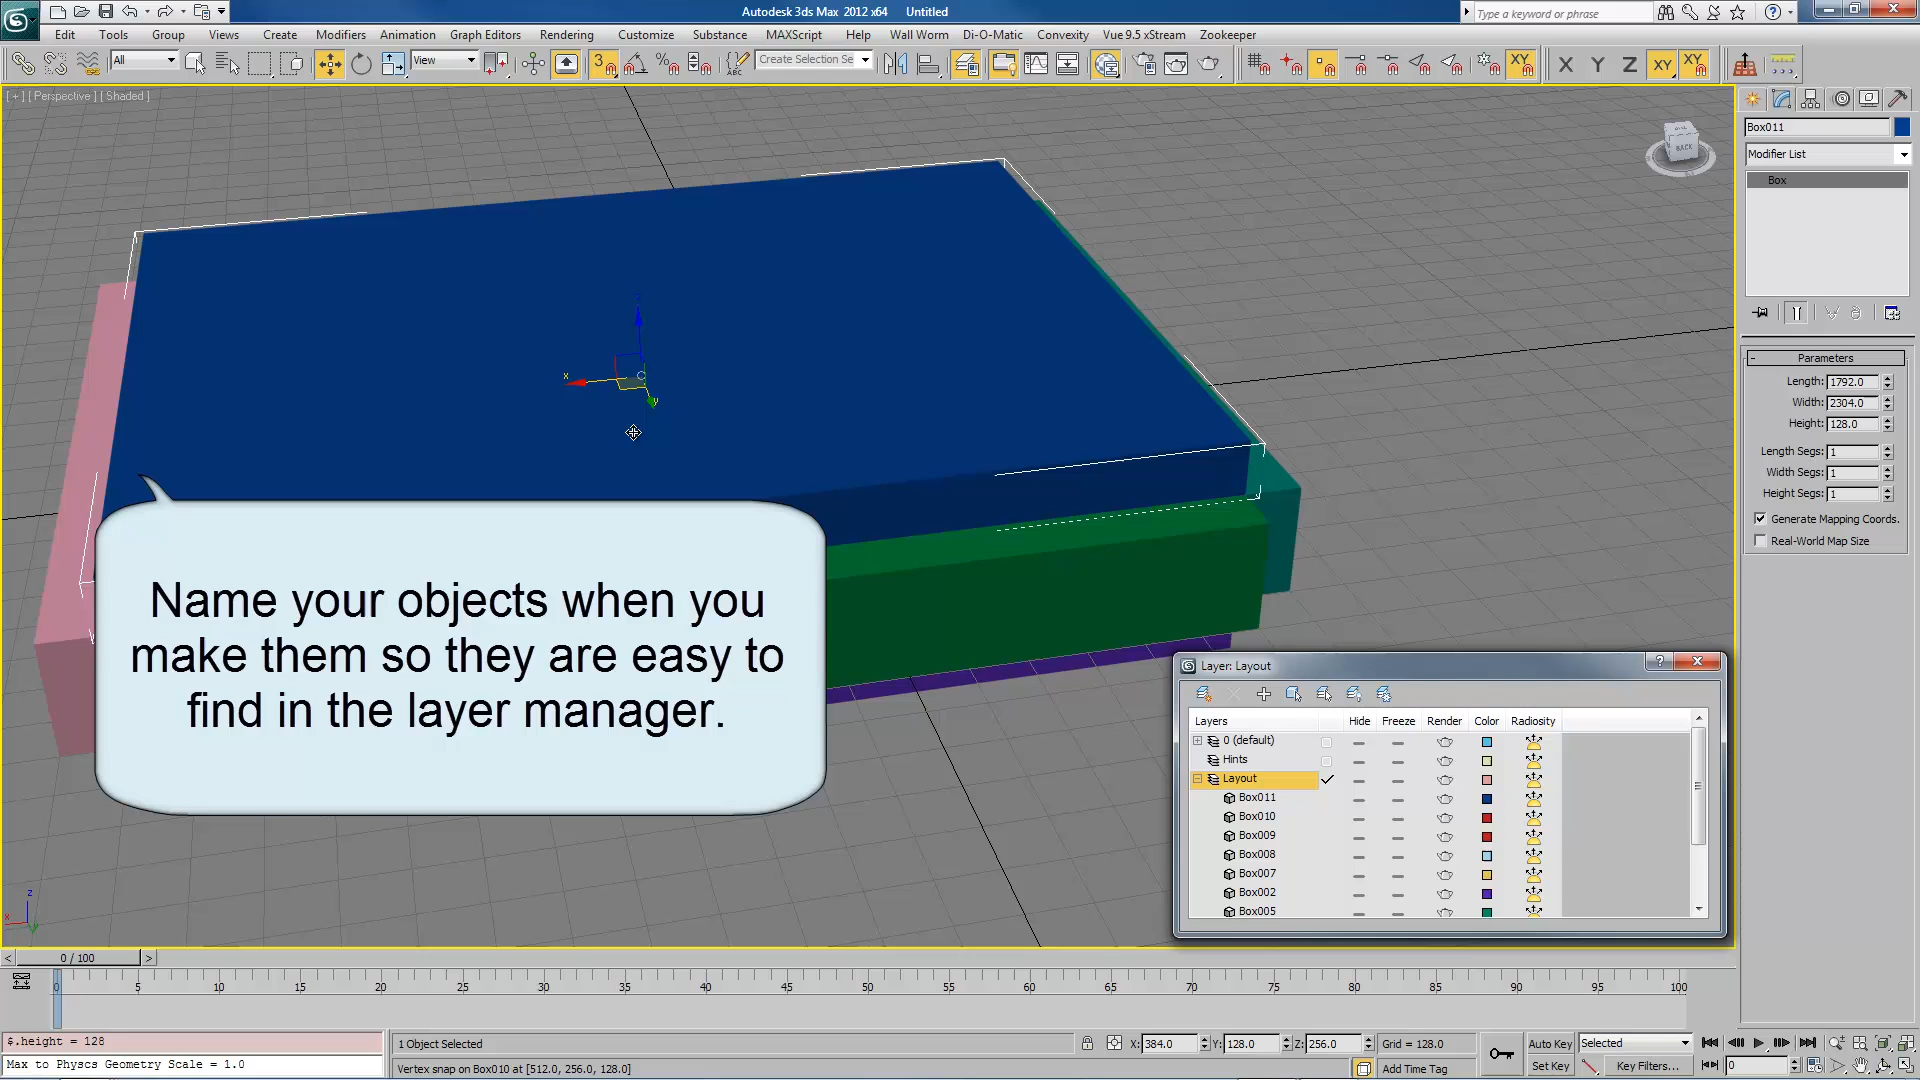 Autodesk 3ds Max 2012 x64 Untitled
Type a keyword or phrase
Edit Tools Group Views Create Modifiers Animation Graph Editors Rendering Customize Substance MAXScript Help Wall Worm Di-O-Matic Convexity Vue 9.5 xStream Zookeeper
All View 3 % ABC Create Selection Se XY X Y Z XY XY
[ + ] [ Perspective ] [ Shaded ]
BACK
Box011
Modifier List
Box
Parameters
Length: 1792.0
Width: 2304.0
Height: 128.0
Length Segs: 1
Width Segs: 1
Height Segs: 1
Generate Mapping Coords.
Real-World Map Size
x
y
Name your objects when you
make them so they are easy to
find in the layer manager.
Layer: Layout
Layers Hide Freeze Render Color Radiosity
0 (default)
Hints
Layout
Box011
Box010
Box009
Box008
Box007
Box002
Box005
z
x
0 / 100
0 5 10 15 20 25 30 35 40 45 50 55 60 65 70 75 80 85 90 95 100
$.height = 128
Max to Physcs Geometry Scale = 1.0
1 Object Selected X: 384.0 Y: 128.0 Z: 256.0 Grid = 128.0 Auto Key Selected
Vertex snap on Box010 at [512.0, 256.0, 128.0] Add Time Tag Set Key Key Filters... 0